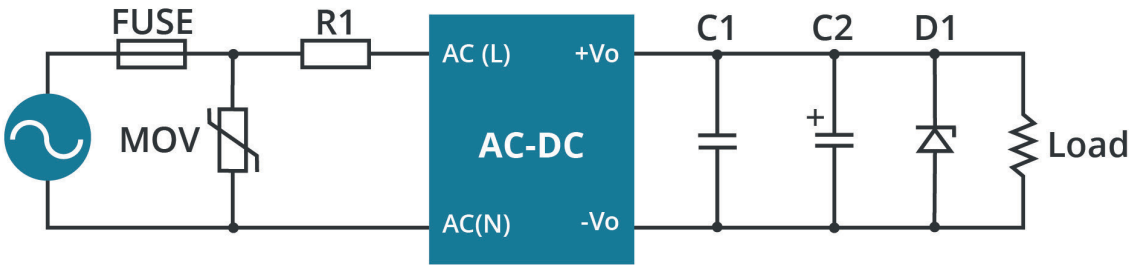 FUSE
R1
C1
C2
D1
AC (L)
+Vo
+
MOV
AC-DC
Load
AC(N)
-Vo